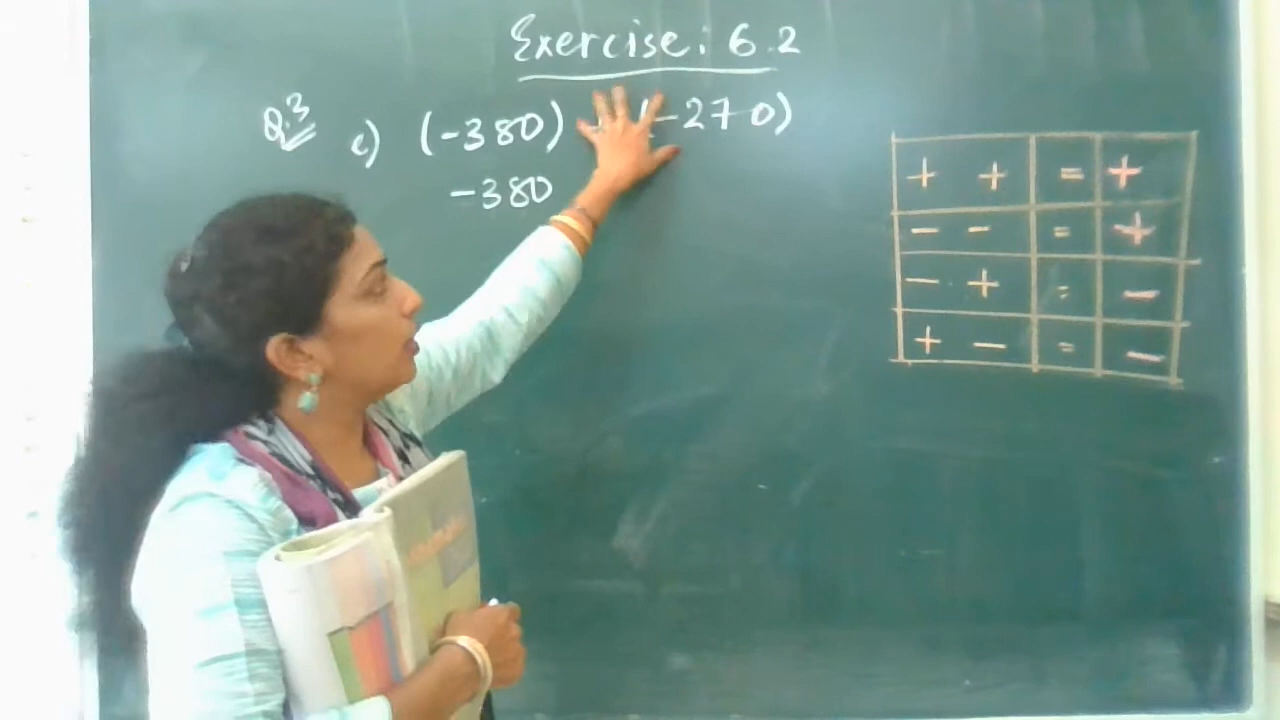 Exercise: 6.2
Q.3 c) (-380) + (-270)
-380
+ + = +
- - = +
- + = -
+ - = -